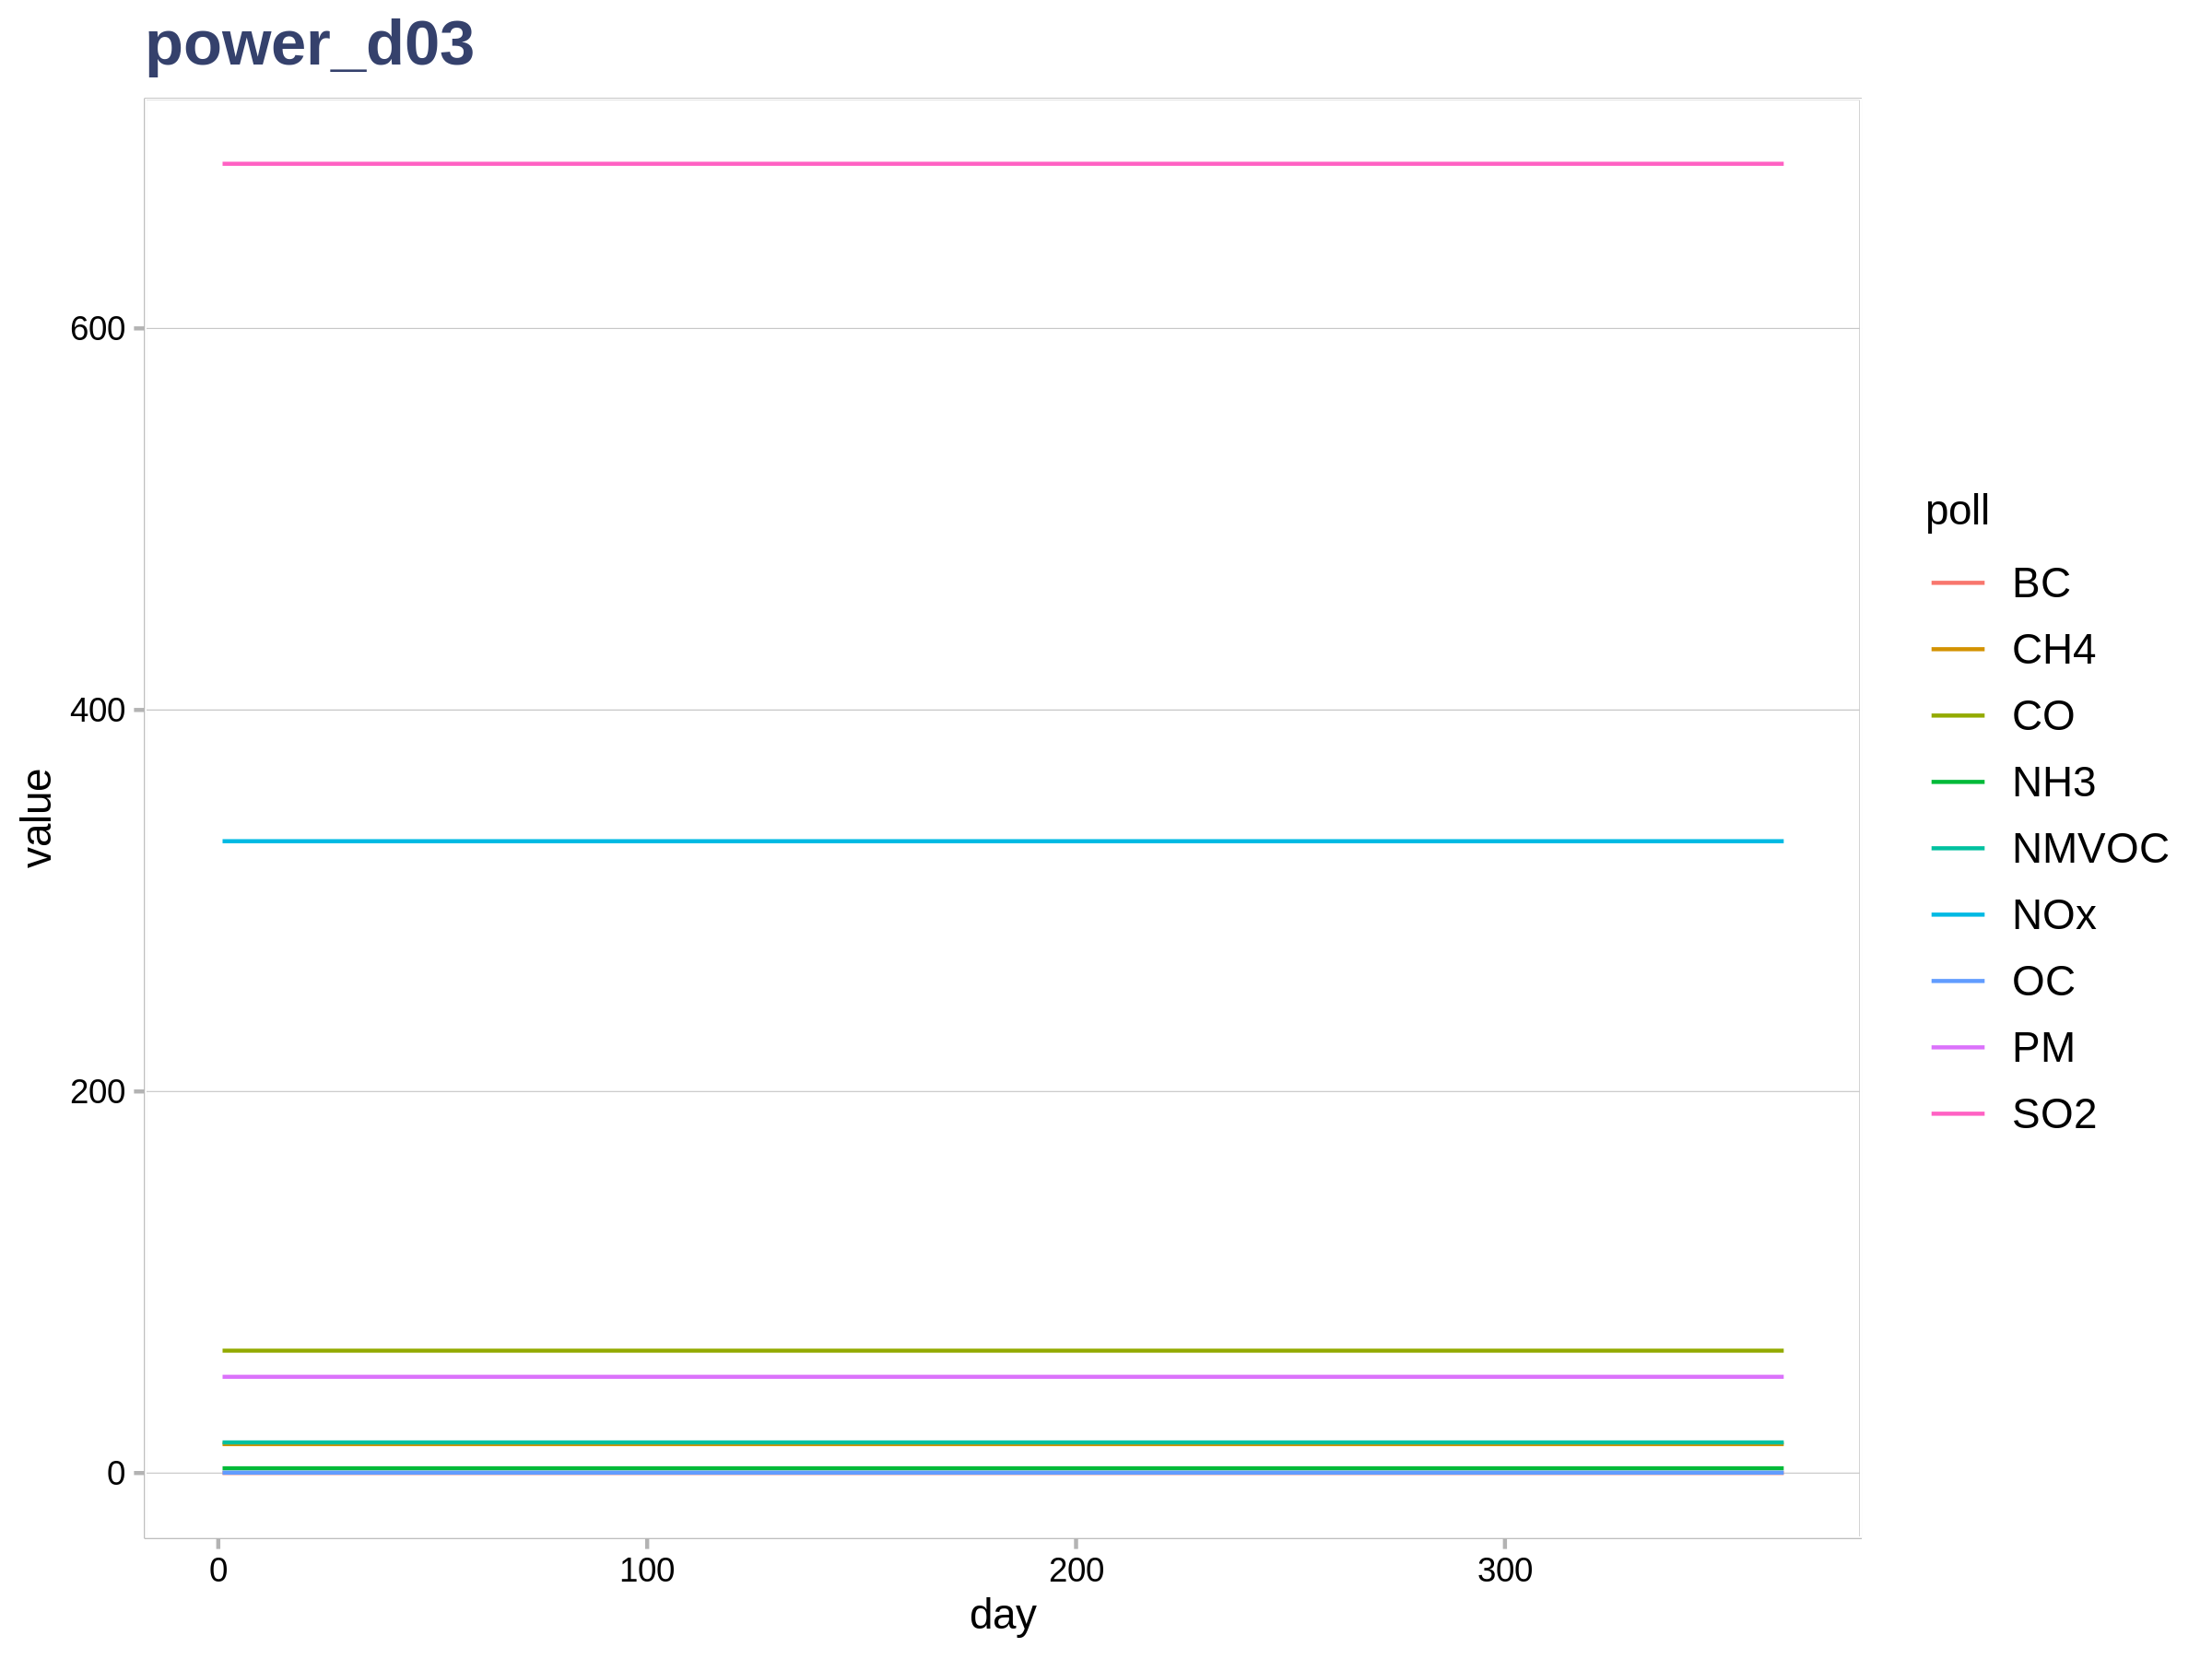 power_d03
600
400
200
0
value
0 100 200 300
day
poll
BC
CH4
CO
NH3
NMVOC
NOx
OC
PM
SO2